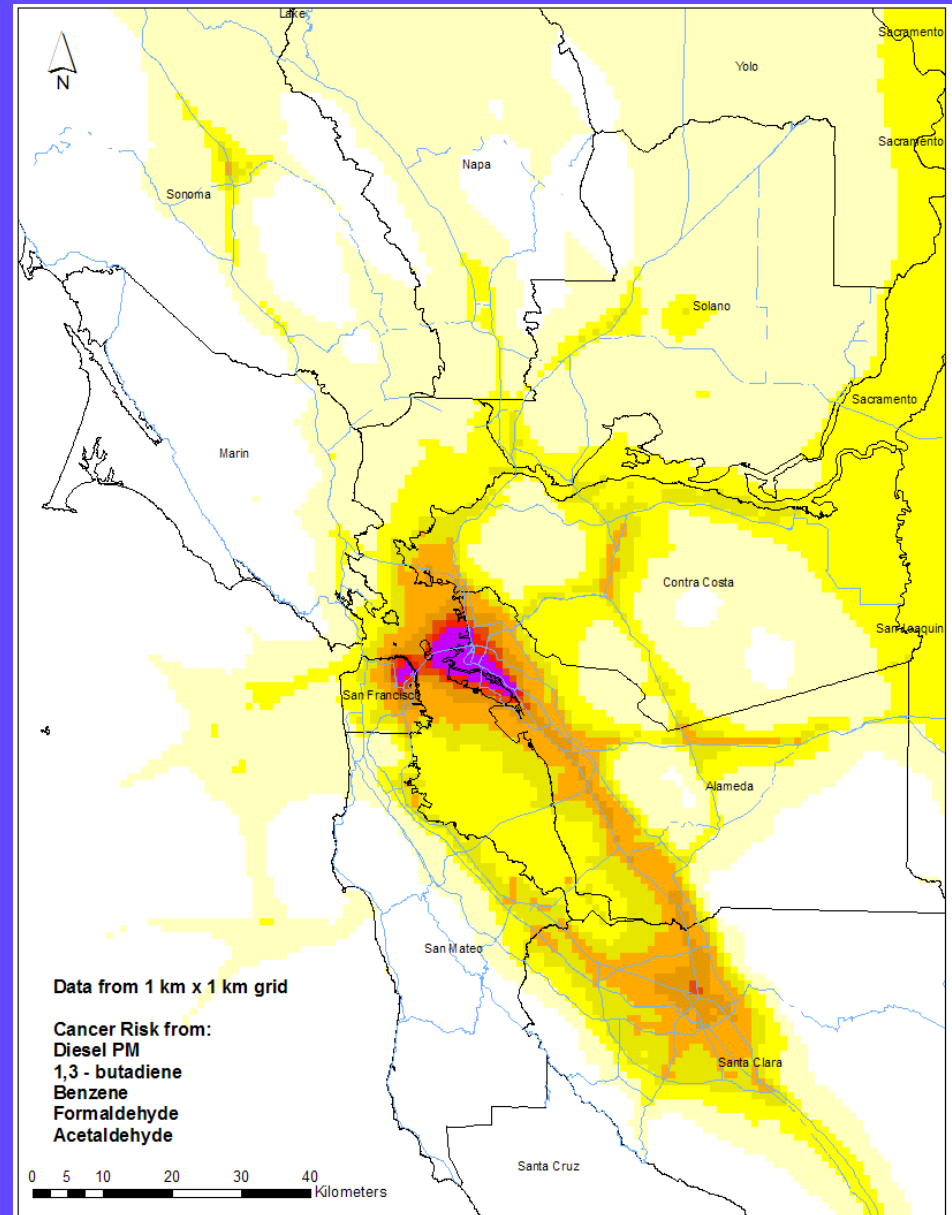 Lake
Sacramento
N
Yolo
Sacramento
Napa
Sonoma
Solano
Sacramento
Marin
Contra Costa
San Joaquin
San Francisco
Alameda
San Mateo
Data from 1 km x 1 km grid
Cancer Risk from:
Diesel PM
1,3 - butadiene
Benzene
Formaldehyde
Acetaldehyde
Santa Clara
Santa Cruz
0 5 10 20 30 40
Kilometers